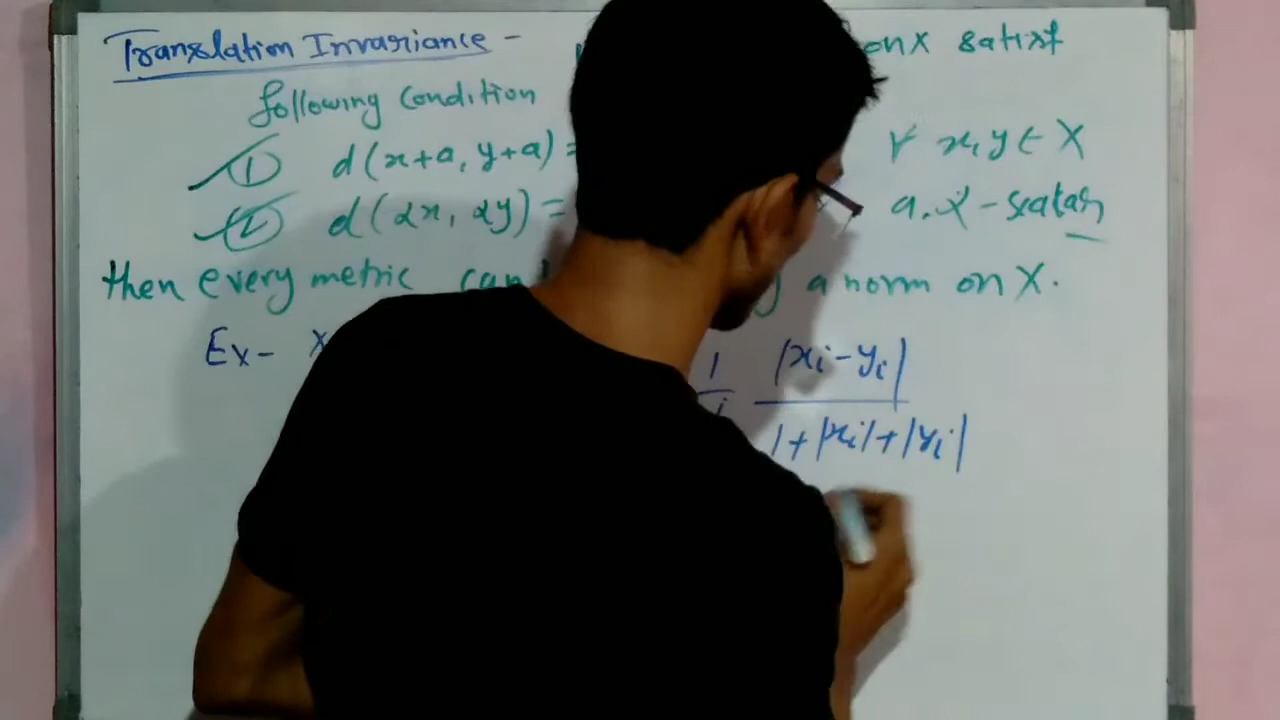 Translation Invariance - on X satisf
following condition
① d(x+a, y+a) = ∀ x, y ∈ X
② d(αx, αy) = a, α - scalar
then every metric can a norm on X.
Ex- X 1/i |xi - yi| / 1+|xi|+|yi|